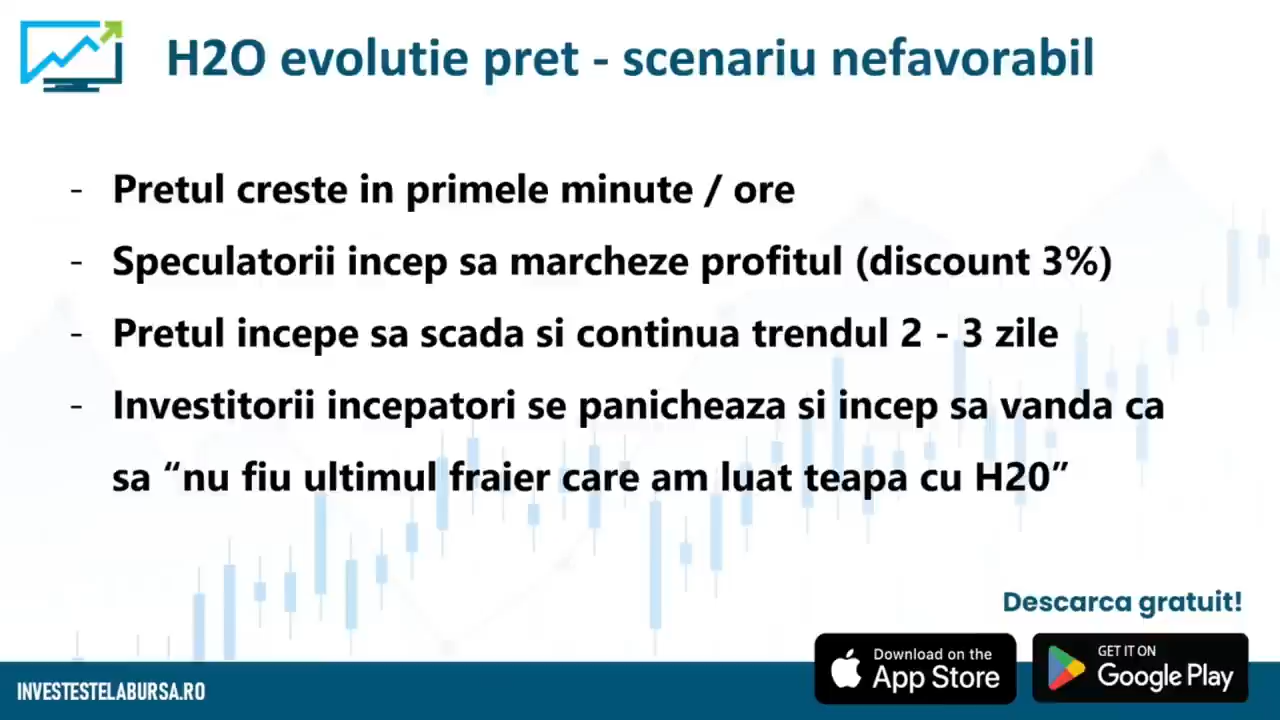 H2O evolutie pret - scenariu nefavorabil
- Pretul creste in primele minute / ore
- Speculatorii incep sa marcheze profitul (discount 3%)
- Pretul incepe sa scada si continua trendul 2 - 3 zile
- Investitorii incepatori se panicheaza si incep sa vanda ca
sa “nu fiu ultimul fraier care am luat teapa cu H20”
Descarca gratuit!
Download on the
App Store
GET IT ON
Google Play
INVESTESTELABURSA.RO